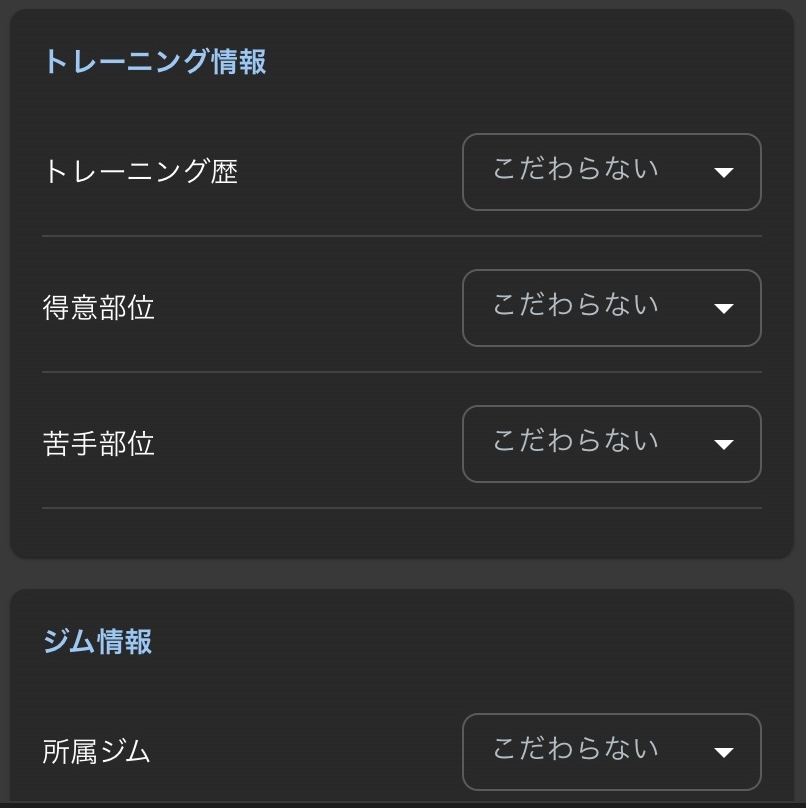 トレーニング情報
トレーニング歴 こだわらない
得意部位 こだわらない
苦手部位 こだわらない
ジム情報
所属ジム こだわらない